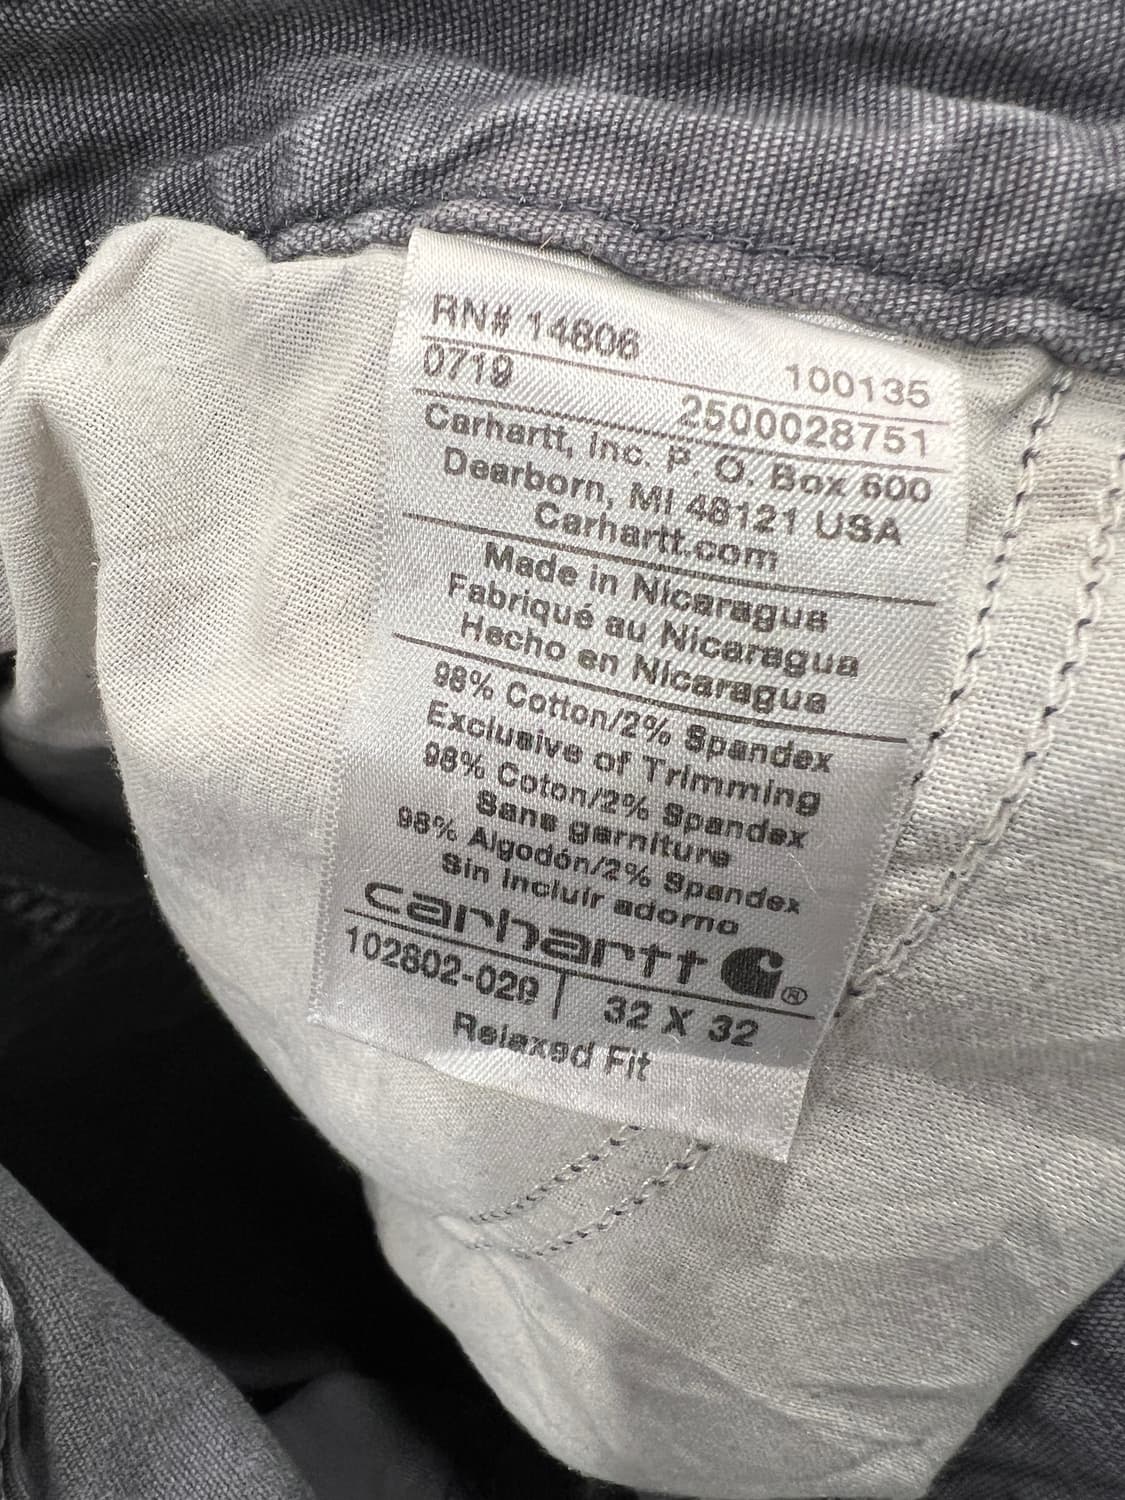 RN# 14806
100135
0719 2500028751
Carhartt, Inc. P. O. Box 600
Dearborn, MI 48121 USA
Carhartt.com
Made in Nicaragua
Fabriqué au Nicaragua
Hecho en Nicaragua
98% Cotton/2% Spandex
Exclusive of Trimming
98% Coton/2% Spandex
Sans garniture
98% Algodón/2% Spandex
Sin Incluir adorno
carhartt ®
102802-029 | 32 X 32
Relaxed Fit